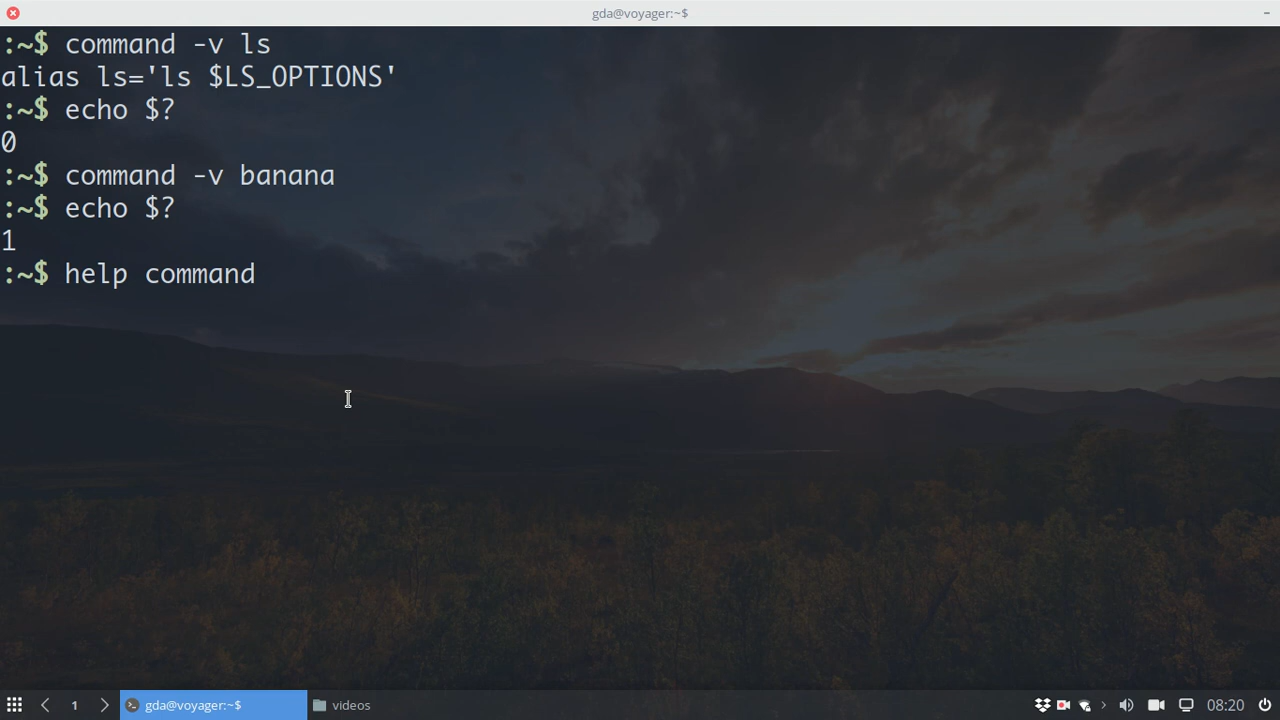 gda@voyager:~$
:~$ command -v ls
alias ls='ls $LS_OPTIONS'
:~$ echo $?
0
:~$ command -v banana
:~$ echo $?
1
:~$ help command
1
gda@voyager:~$
videos
08:20